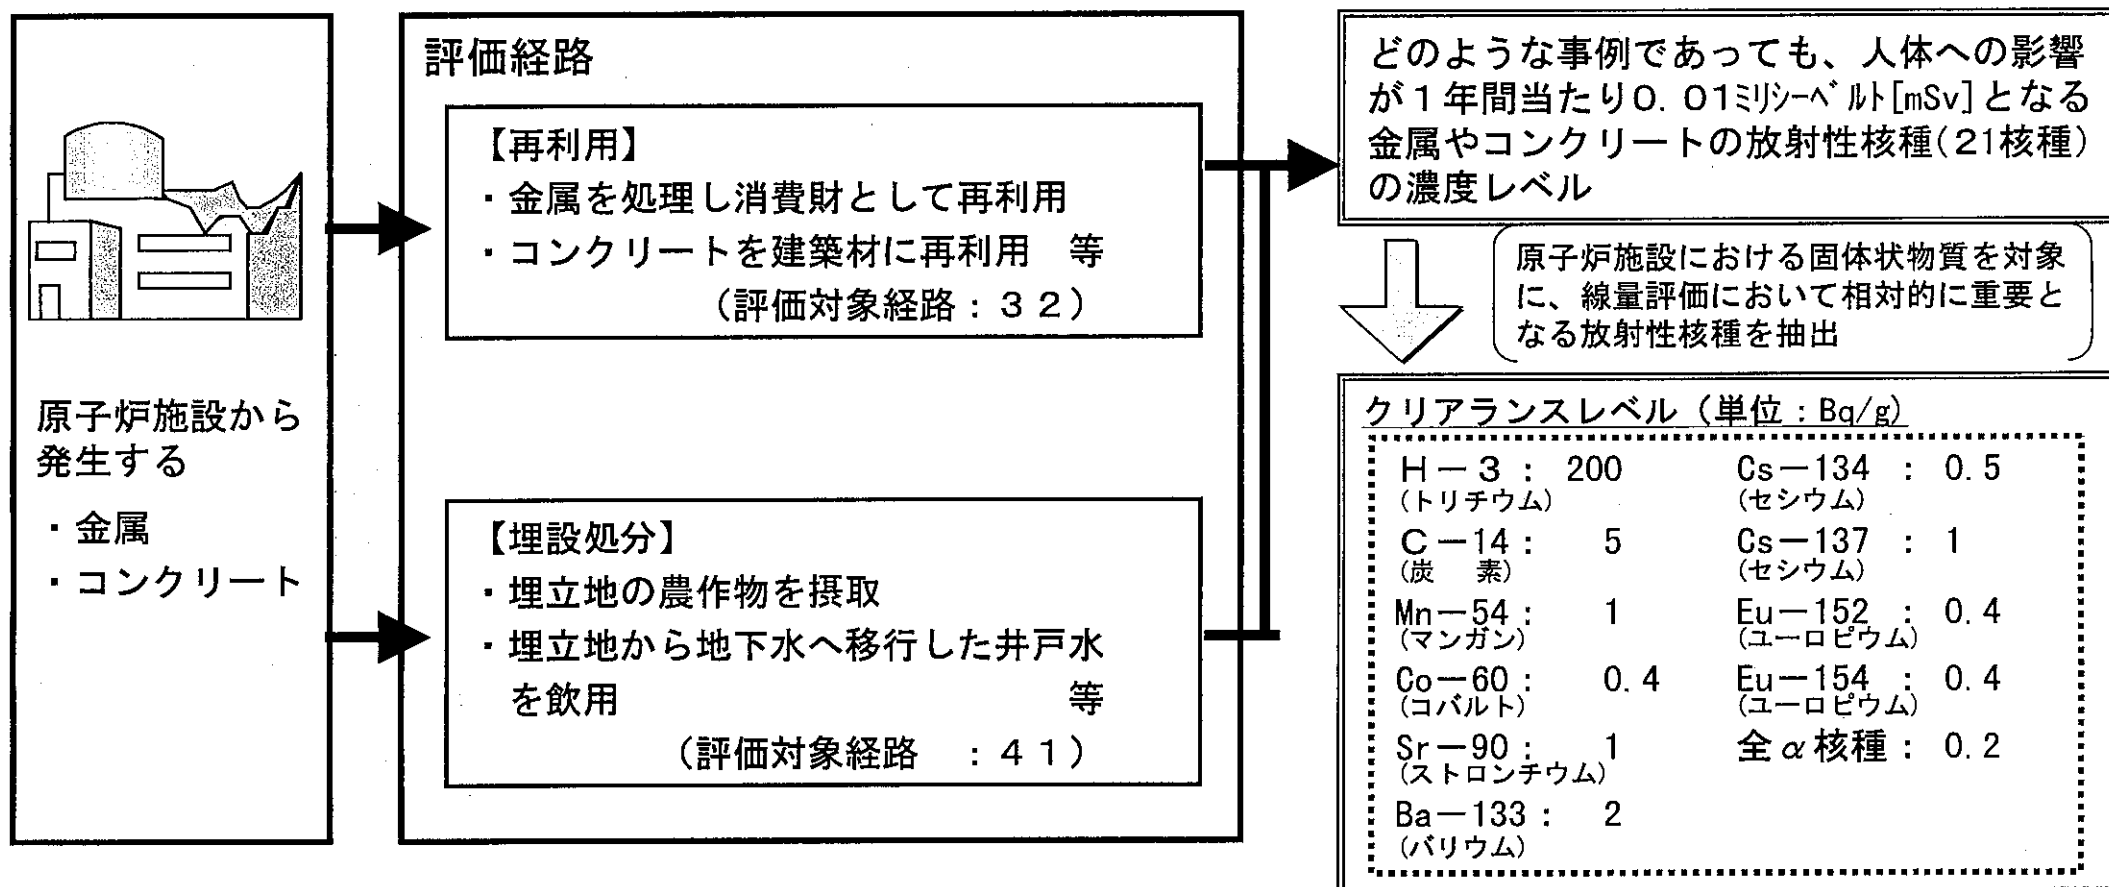 原子炉施設から
発生する
・金属
・コンクリート
評価経路
【再利用】
・金属を処理し消費財として再利用
・コンクリートを建築材に再利用 等
(評価対象経路:32)
【埋設処分】
・埋立地の農作物を摂取
・埋立地から地下水へ移行した井戸水
を飲用 等
(評価対象経路 :41)
どのような事例であっても、人体への影響
が1年間当たり0.01ミリシーベルト[mSv]となる
金属やコンクリートの放射性核種(21核種)
の濃度レベル
原子炉施設における固体状物質を対象
に、線量評価において相対的に重要と
なる放射性核種を抽出
クリアランスレベル(単位:Bq/g)
H-3: 200
(トリチウム)
C-14: 5
(炭 素)
Mn-54: 1
(マンガン)
Co-60: 0.4
(コバルト)
Sr-90: 1
(ストロンチウム)
Ba-133: 2
(バリウム)
Cs-134 : 0.5
(セシウム)
Cs-137 : 1
(セシウム)
Eu-152 : 0.4
(ユーロピウム)
Eu-154 : 0.4
(ユーロピウム)
全α核種: 0.2